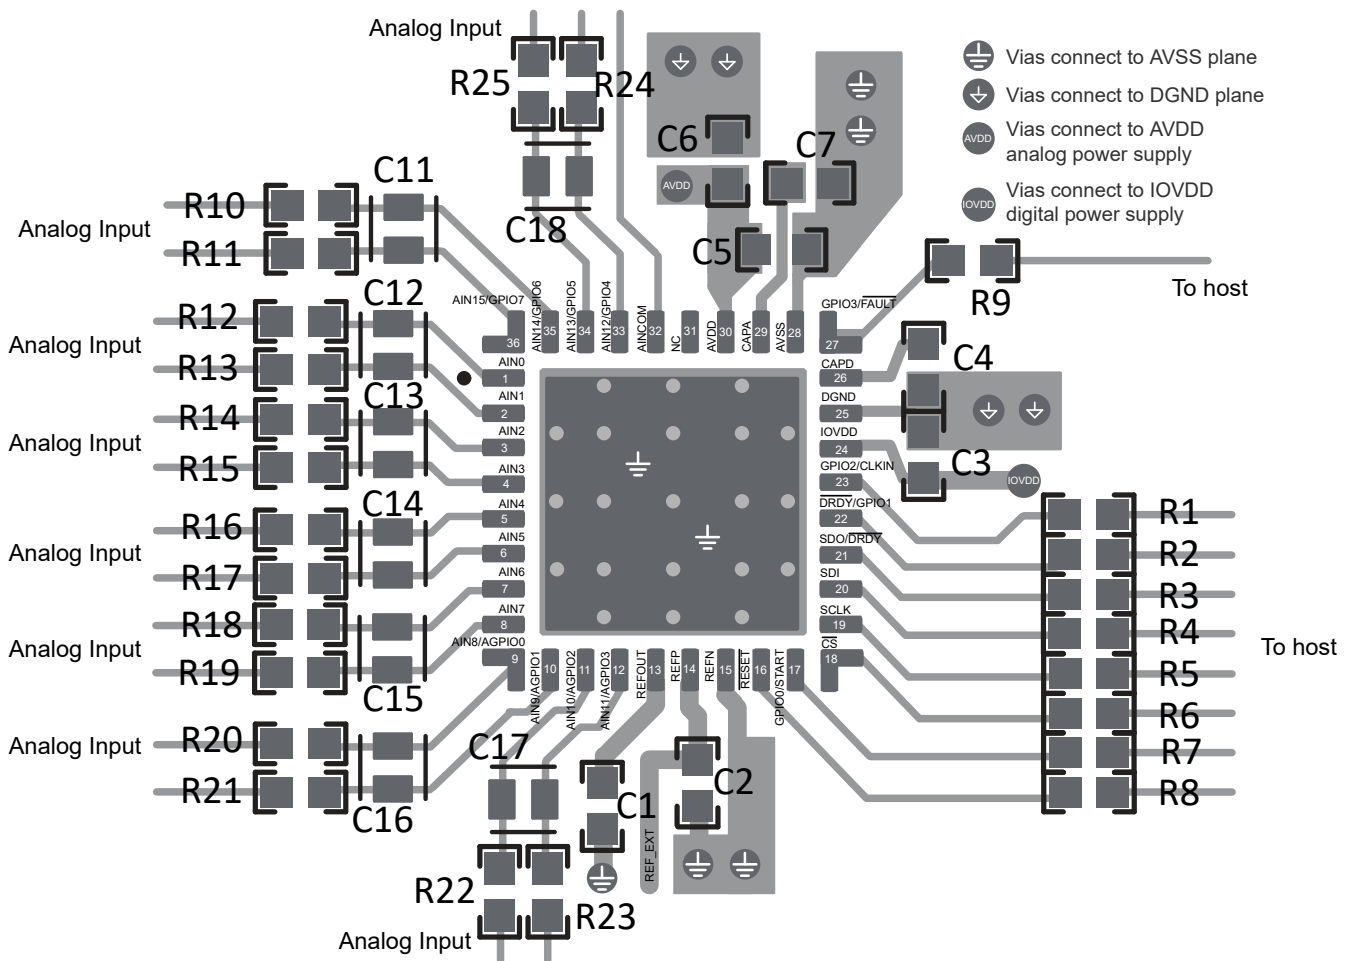 Analog Input
R25
R24
C6
C7
AVDD
C5
Vias connect to AVSS plane
Vias connect to DGND plane
AVDD
Vias connect to AVDD
analog power supply
IOVDD
Vias connect to IOVDD
digital power supply
C11
R10
Analog Input
R11
C18
R9
To host
C12
R12
Analog Input
R13
C13
R14
Analog Input
R15
C14
R16
Analog Input
R17
R18
Analog Input
R19
C15
R20
Analog Input
R21
C16
AIN15/GPIO7
36
AIN14/GPIO6
35
AIN13/GPIO5
34
AIN12/GPIO4
33
AINCOM
32
NC
31
AVDD
30
CAPA
29
AVSS
28
GPIO3/FAULT
27
AIN0
1
AIN1
2
AIN2
3
AIN3
4
AIN4
5
AIN5
6
AIN6
7
AIN7
8
AIN8/AGPIO0
9
CAPD
26
DGND
25
IOVDD
24
GPIO2/CLKIN
23
DRDY/GPIO1
22
SDO/DRDY
21
SDI
20
SCLK
19
CS
18
AIN9/AGPIO1
10
AIN10/AGPIO2
11
AIN11/AGPIO3
12
REFOUT
13
REFP
14
REFN
15
RESET
16
GPIO0/START
17
C4
C3
IOVDD
R1
R2
R3
R4
R5
R6
R7
R8
To host
C17
C1
C2
REF_EXT
R22
R23
Analog Input